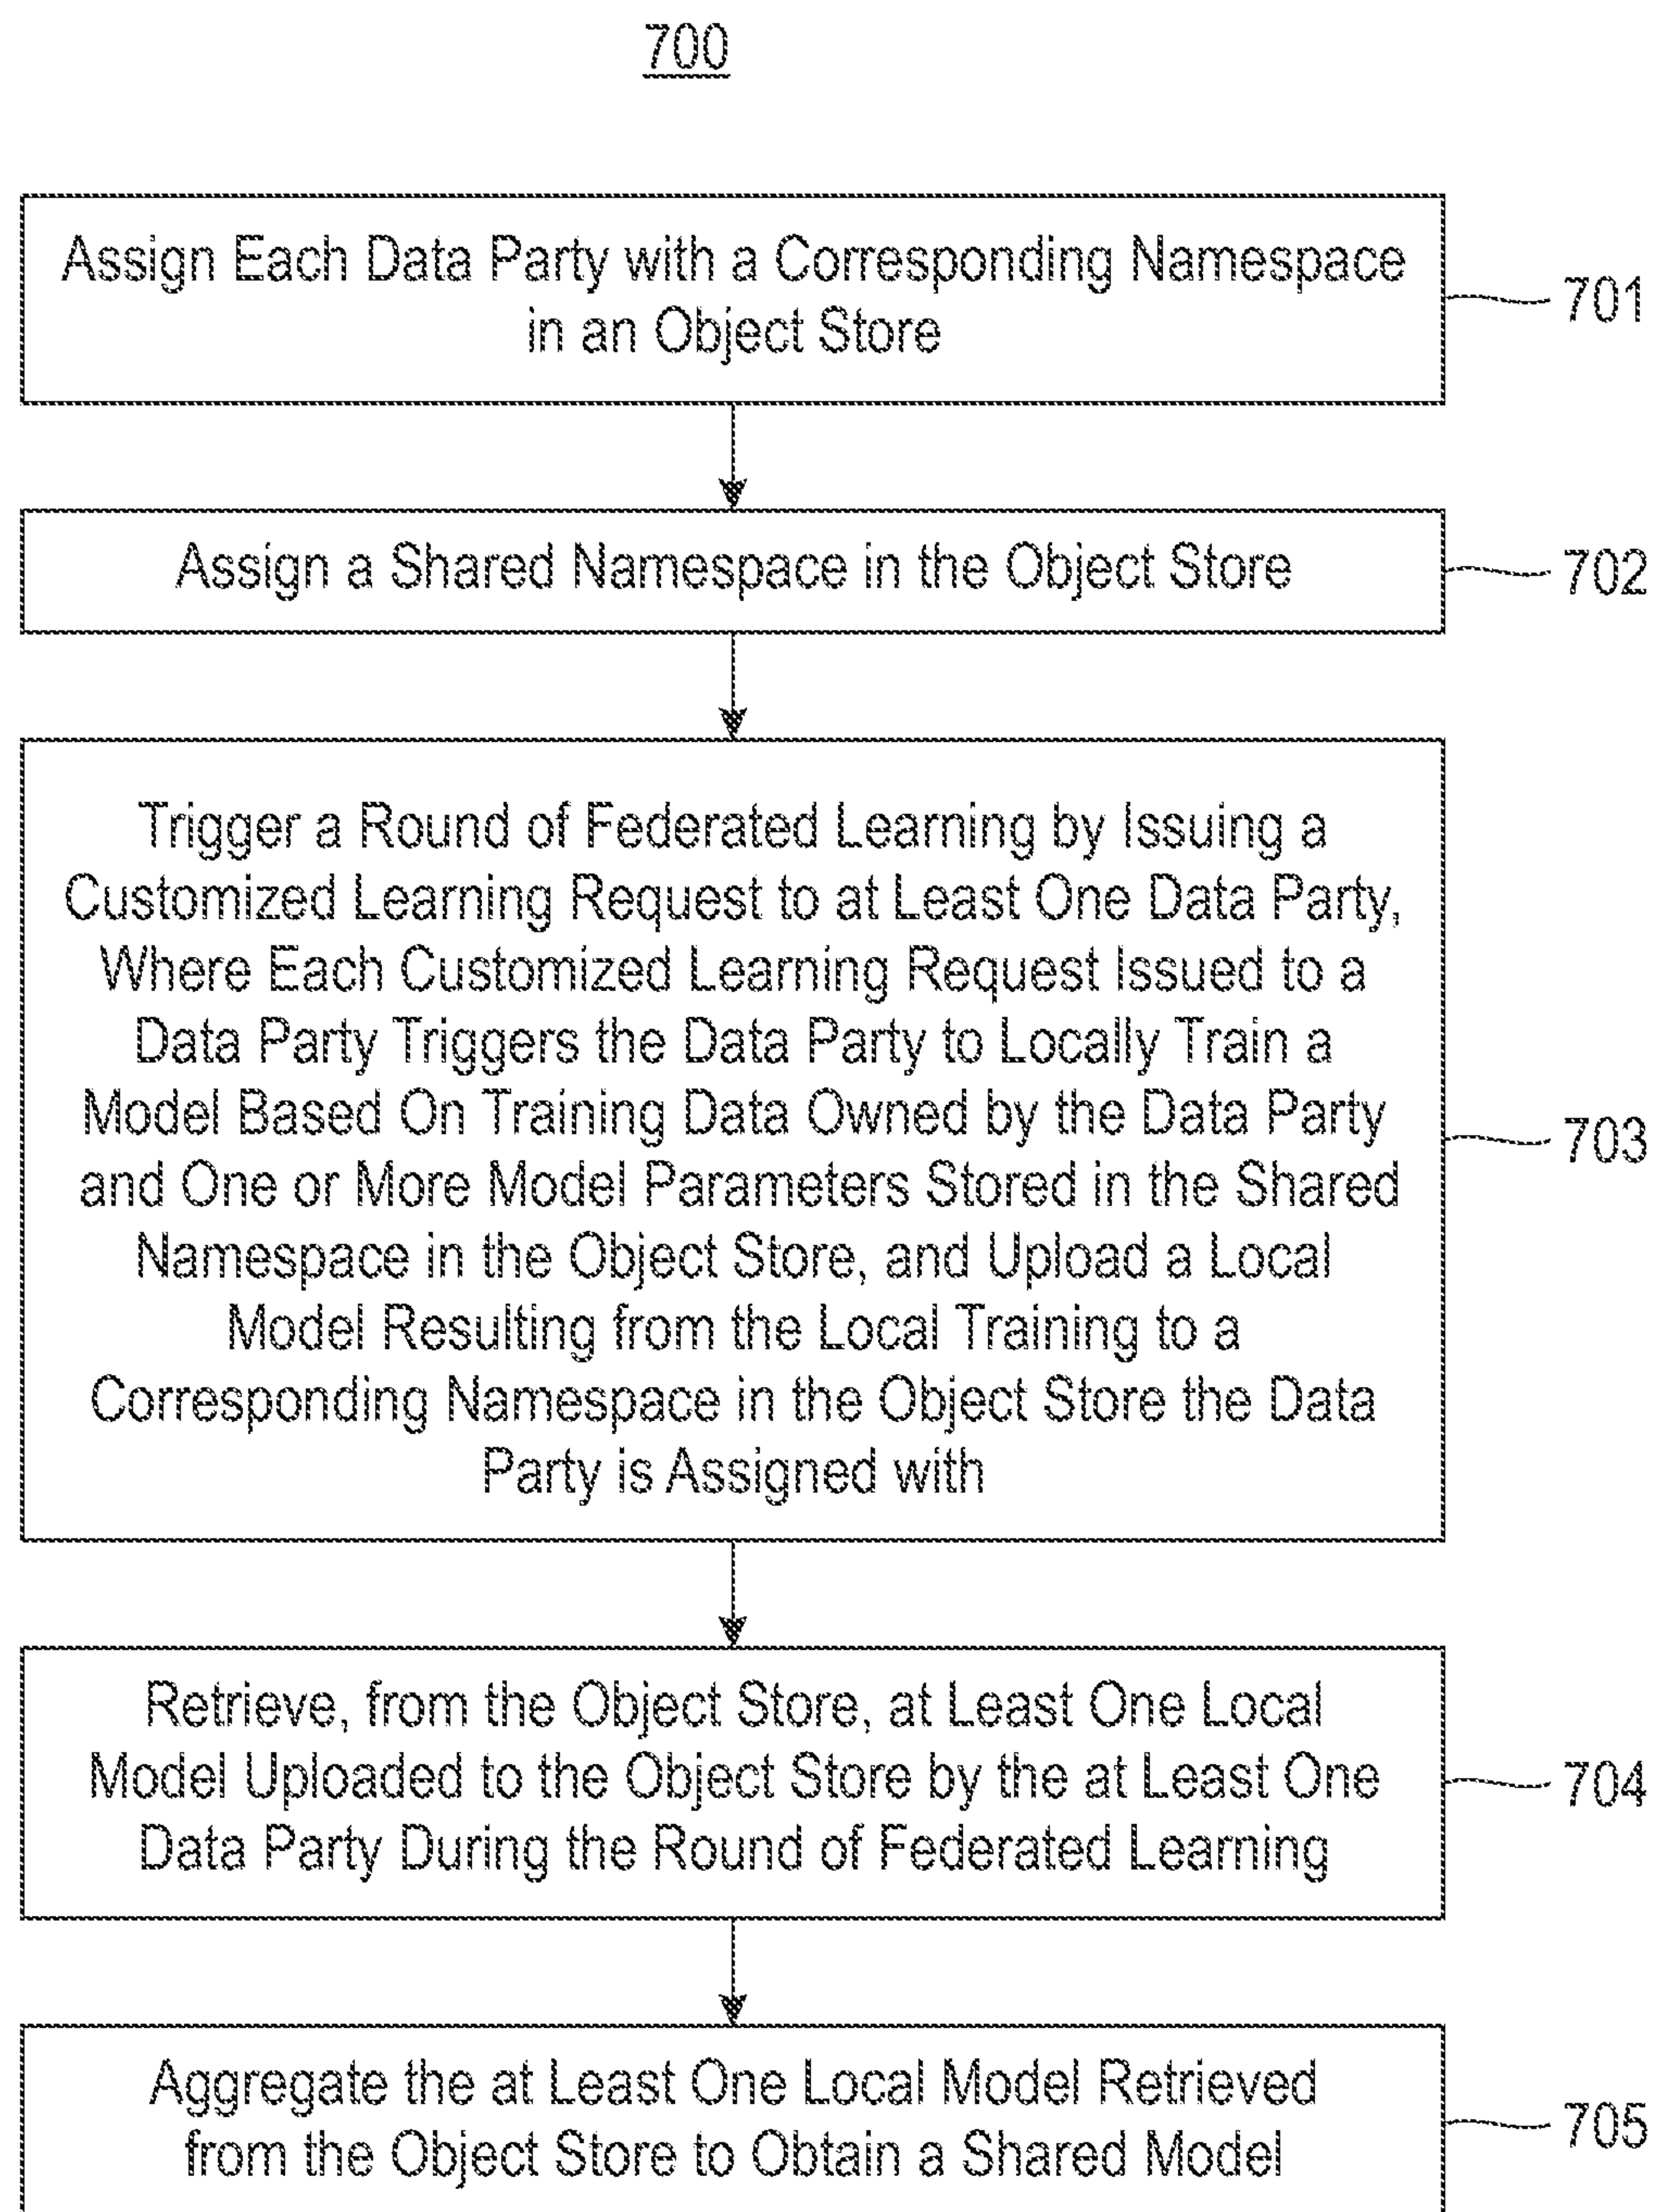 700
Assign Each Data Party with a Corresponding Namespace
in an Object Store
701
Assign a Shared Namespace in the Object Store
702
Trigger a Round of Federated Learning by Issuing a
Customized Learning Request to at Least One Data Party,
Where Each Customized Learning Request Issued to a
Data Party Triggers the Data Party to Locally Train a
Model Based On Training Data Owned by the Data Party
and One or More Model Parameters Stored in the Shared
Namespace in the Object Store, and Upload a Local
Model Resulting from the Local Training to a
Corresponding Namespace in the Object Store the Data
Party is Assigned with
703
Retrieve, from the Object Store, at Least One Local
Model Uploaded to the Object Store by the at Least One
Data Party During the Round of Federated Learning
704
Aggregate the at Least One Local Model Retrieved
from the Object Store to Obtain a Shared Model
705